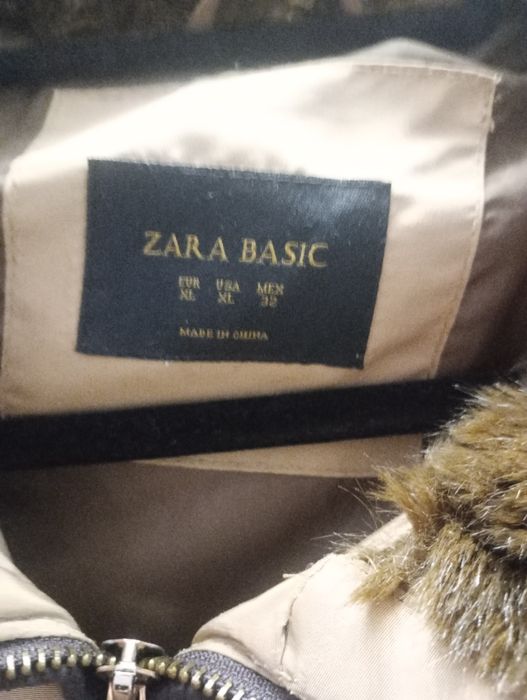 ZARA BASIC
EUR USA MEX
XL XL 32
MADE IN CHINA